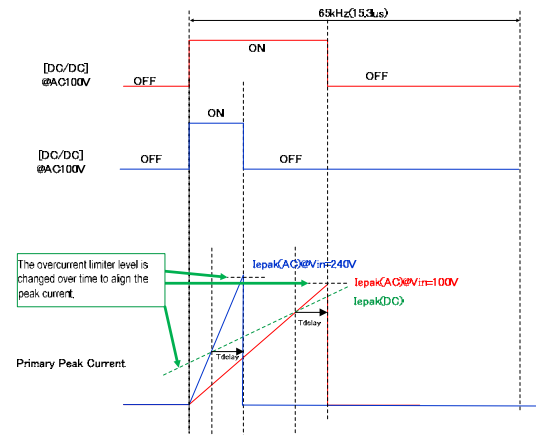 65kHz(15.3us)
ON
[DC/DC]
@AC100V
OFF
OFF
ON
[DC/DC]
@AC100V
OFF
OFF
The overcurrent limiter level is
changed over time to align the
peak current.
Iepak(AC)@Vin=240V
Iepak(AC)@Vin=100V
Iepak(DC)
Tdelay
Tdelay
Primary Peak Current